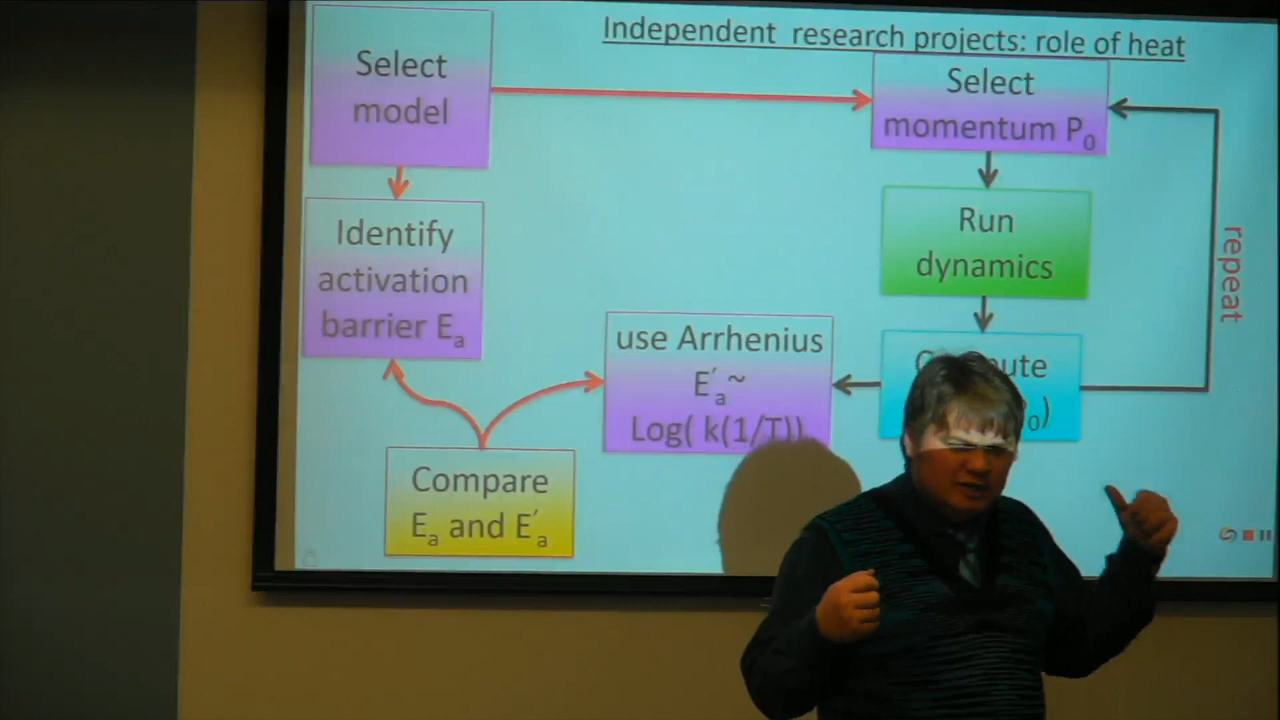 Independent research projects: role of heat
Select
model
Select
momentum P₀
Identify
activation
barrier Eₐ
Run
dynamics
repeat
use Arrhenius
E′ₐ ~
Log( k(1/T))
Compare
Eₐ and E′ₐ